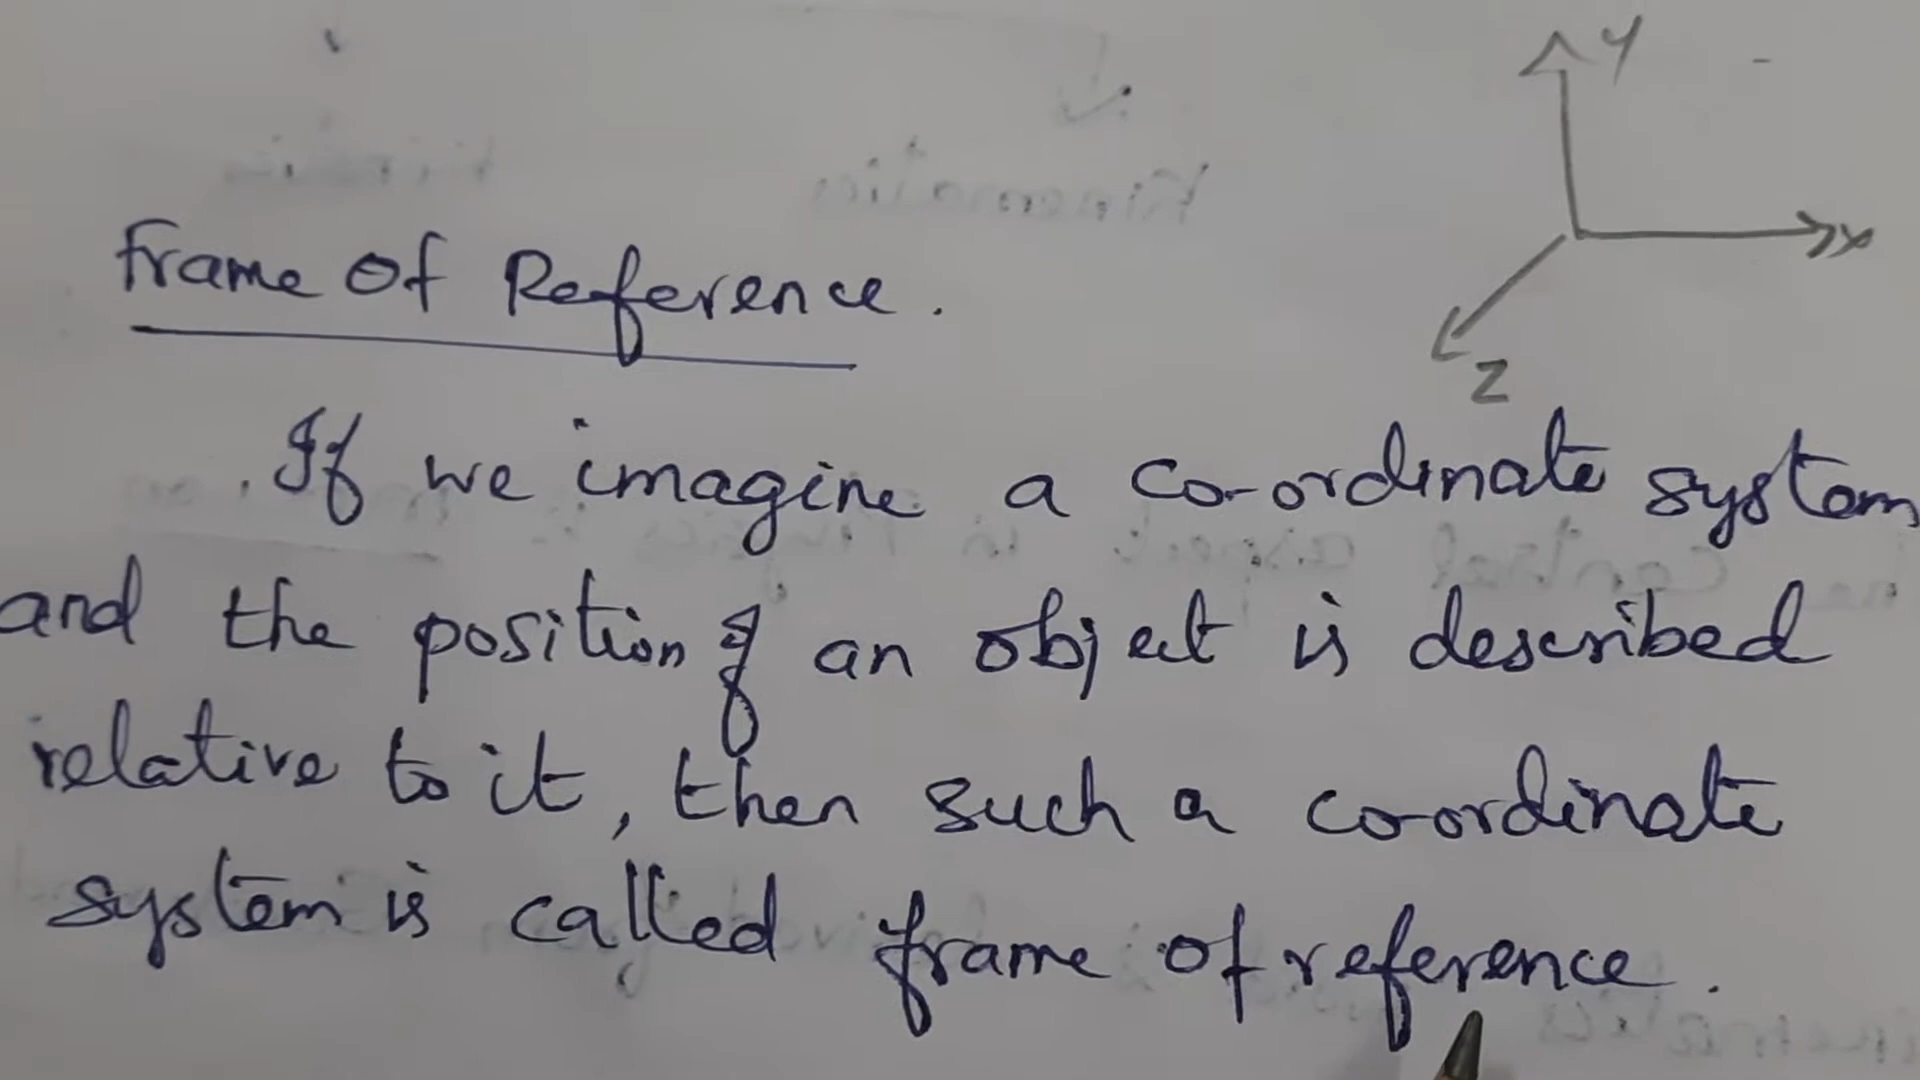 Y
X
Z
Frame Of Reference.
If we imagine a co-ordinate system
and the position of an object is described
relative to it, then such a co-ordinate
system is called frame of reference.